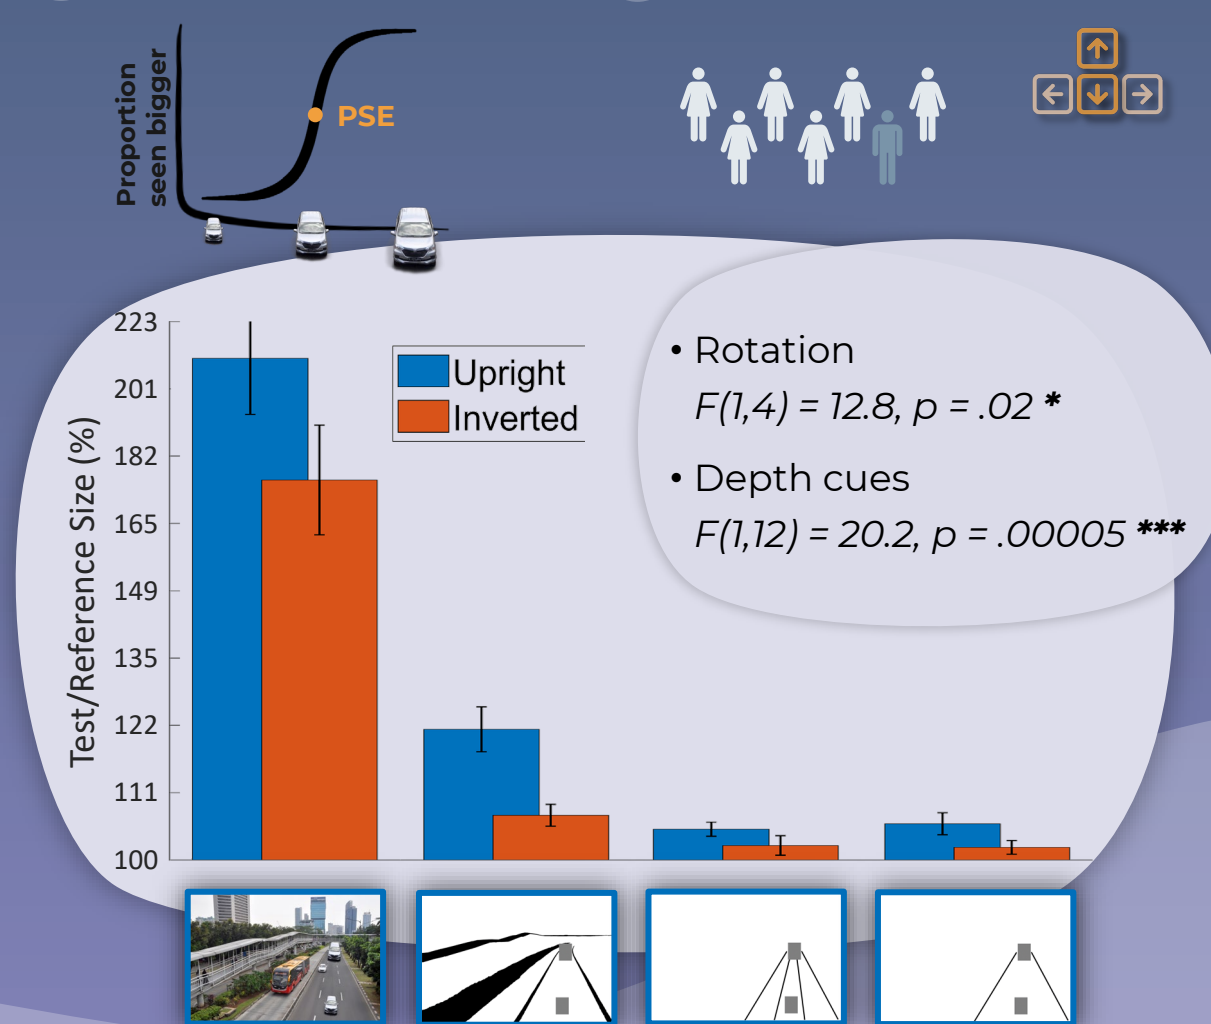 Proportion
seen bigger
PSE
223
201
182
165
149
135
122
111
100
Test/Reference Size (%)
Upright
Inverted
• Rotation
F(1,4) = 12.8, p = .02 *
• Depth cues
F(1,12) = 20.2, p = .00005 ***